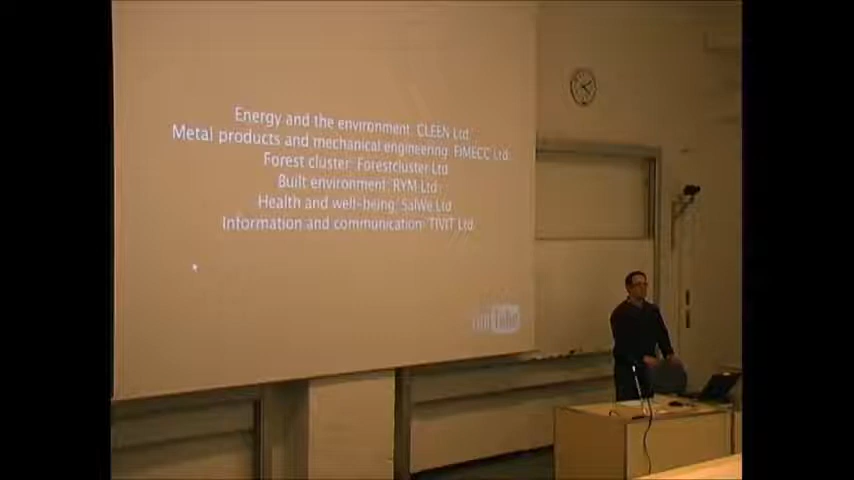 Energy and the environment: CLEEN Ltd
Metal products and mechanical engineering: FIMECC Ltd
Forest cluster: Forestcluster Ltd
Built environment: RYM Ltd
Health and well-being: SalWe Ltd
Information and communication: TIVIT Ltd
YouTube